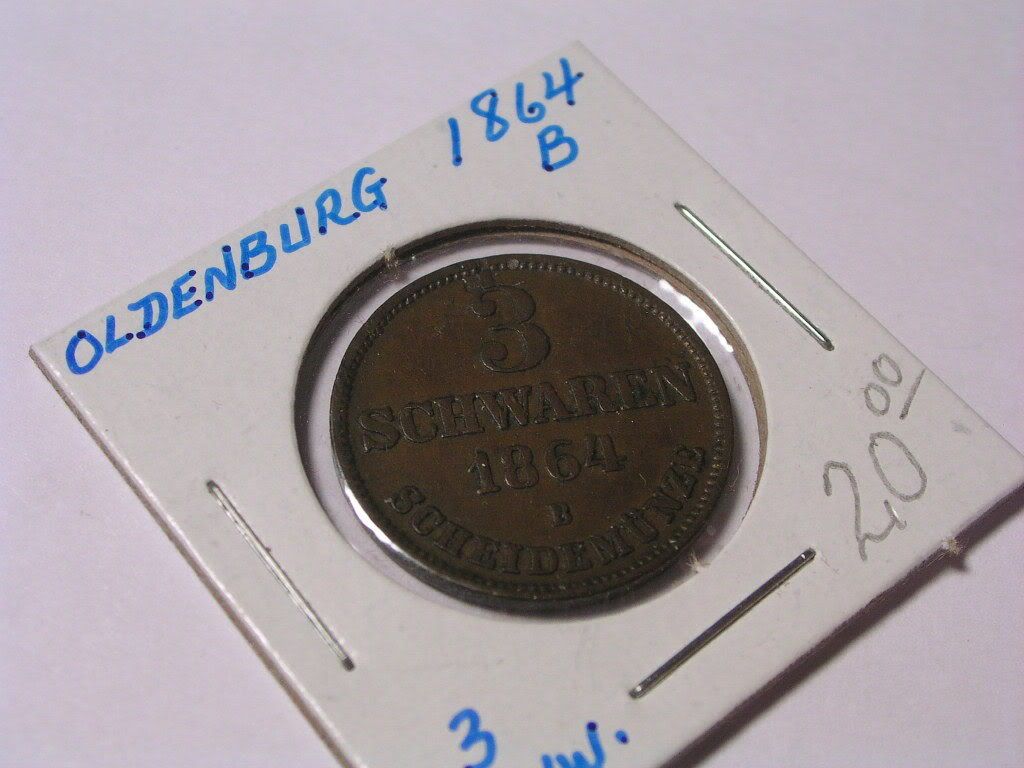 OLDENBURG 1864
B
3
SCHWAREN
1864
B
SCHEIDEMÜNZE
20.00
3